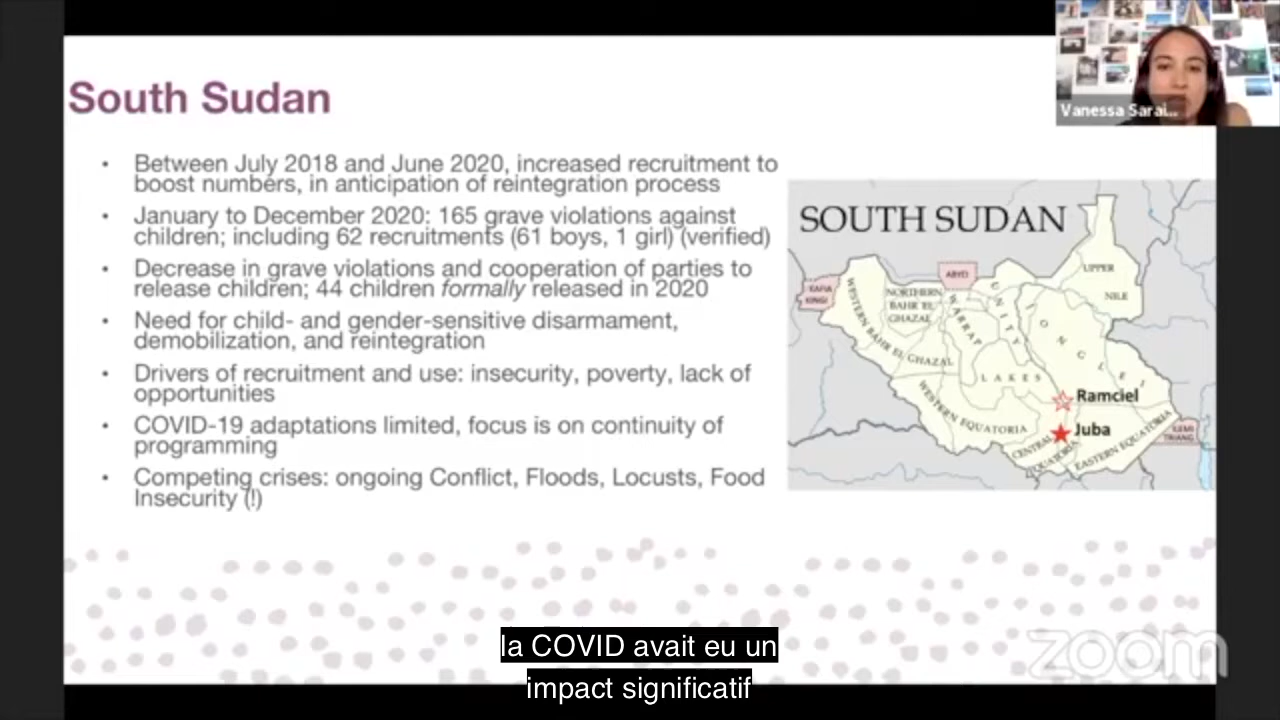 South Sudan
Vanessa Sarai...
• Between July 2018 and June 2020, increased recruitment to
boost numbers, in anticipation of reintegration process
• January to December 2020: 165 grave violations against
children; including 62 recruitments (61 boys, 1 girl) (verified)
• Decrease in grave violations and cooperation of parties to
release children; 44 children formally released in 2020
• Need for child- and gender-sensitive disarmament,
demobilization, and reintegration
• Drivers of recruitment and use: insecurity, poverty, lack of
opportunities
• COVID-19 adaptations limited, focus is on continuity of
programming
• Competing crises: ongoing Conflict, Floods, Locusts, Food
Insecurity (!)
SOUTH SUDAN
UPPER
NILE
ABYEI
KAFIA
KINGI
NORTHERN
BAHR EL
GHAZAL
WESTERN BAHR EL GHAZAL
WARRAP
UNITY
JONGLEI
LAKES
WESTERN EQUATORIA
CENTRAL
EQUATORIA
EASTERN EQUATORIA
Ramciel
Juba
ILEMI
TRIANG.
la COVID avait eu un
impact significatif
zoom